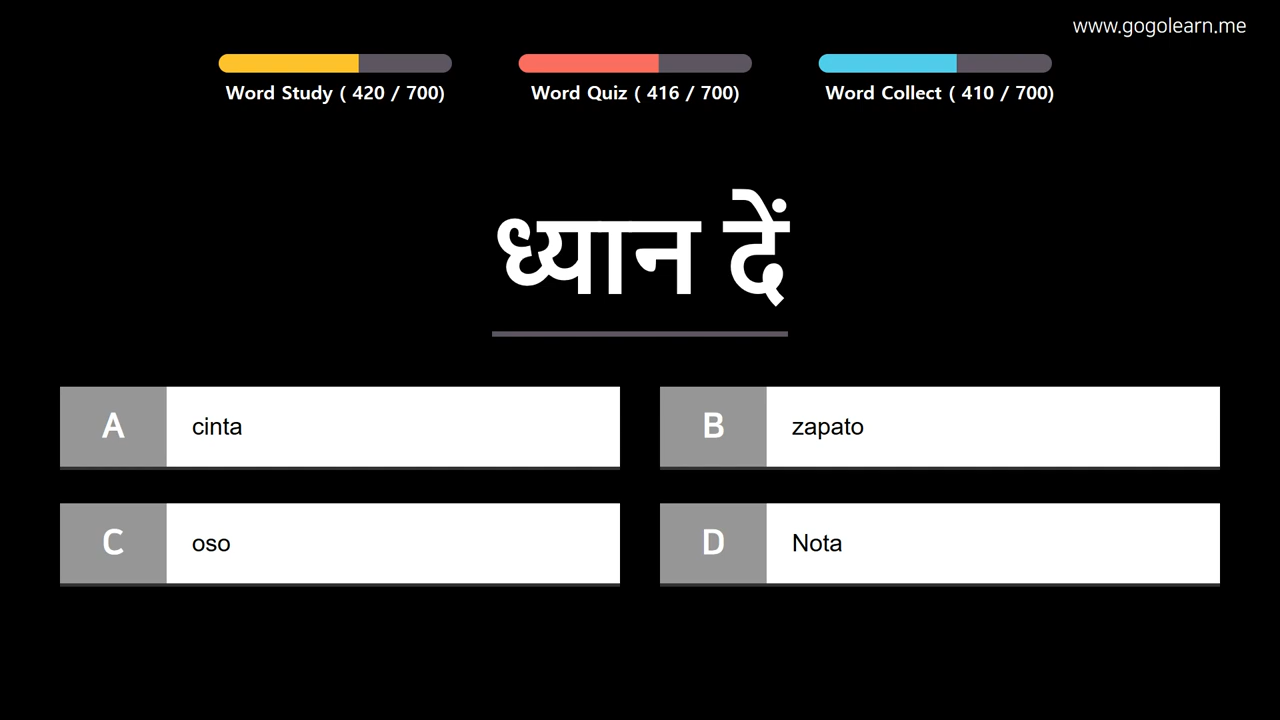 www.gogolearn.me
Word Study ( 420 / 700)
Word Quiz ( 416 / 700)
Word Collect ( 410 / 700)
ध्यान दें
A cinta
B zapato
C oso
D Nota